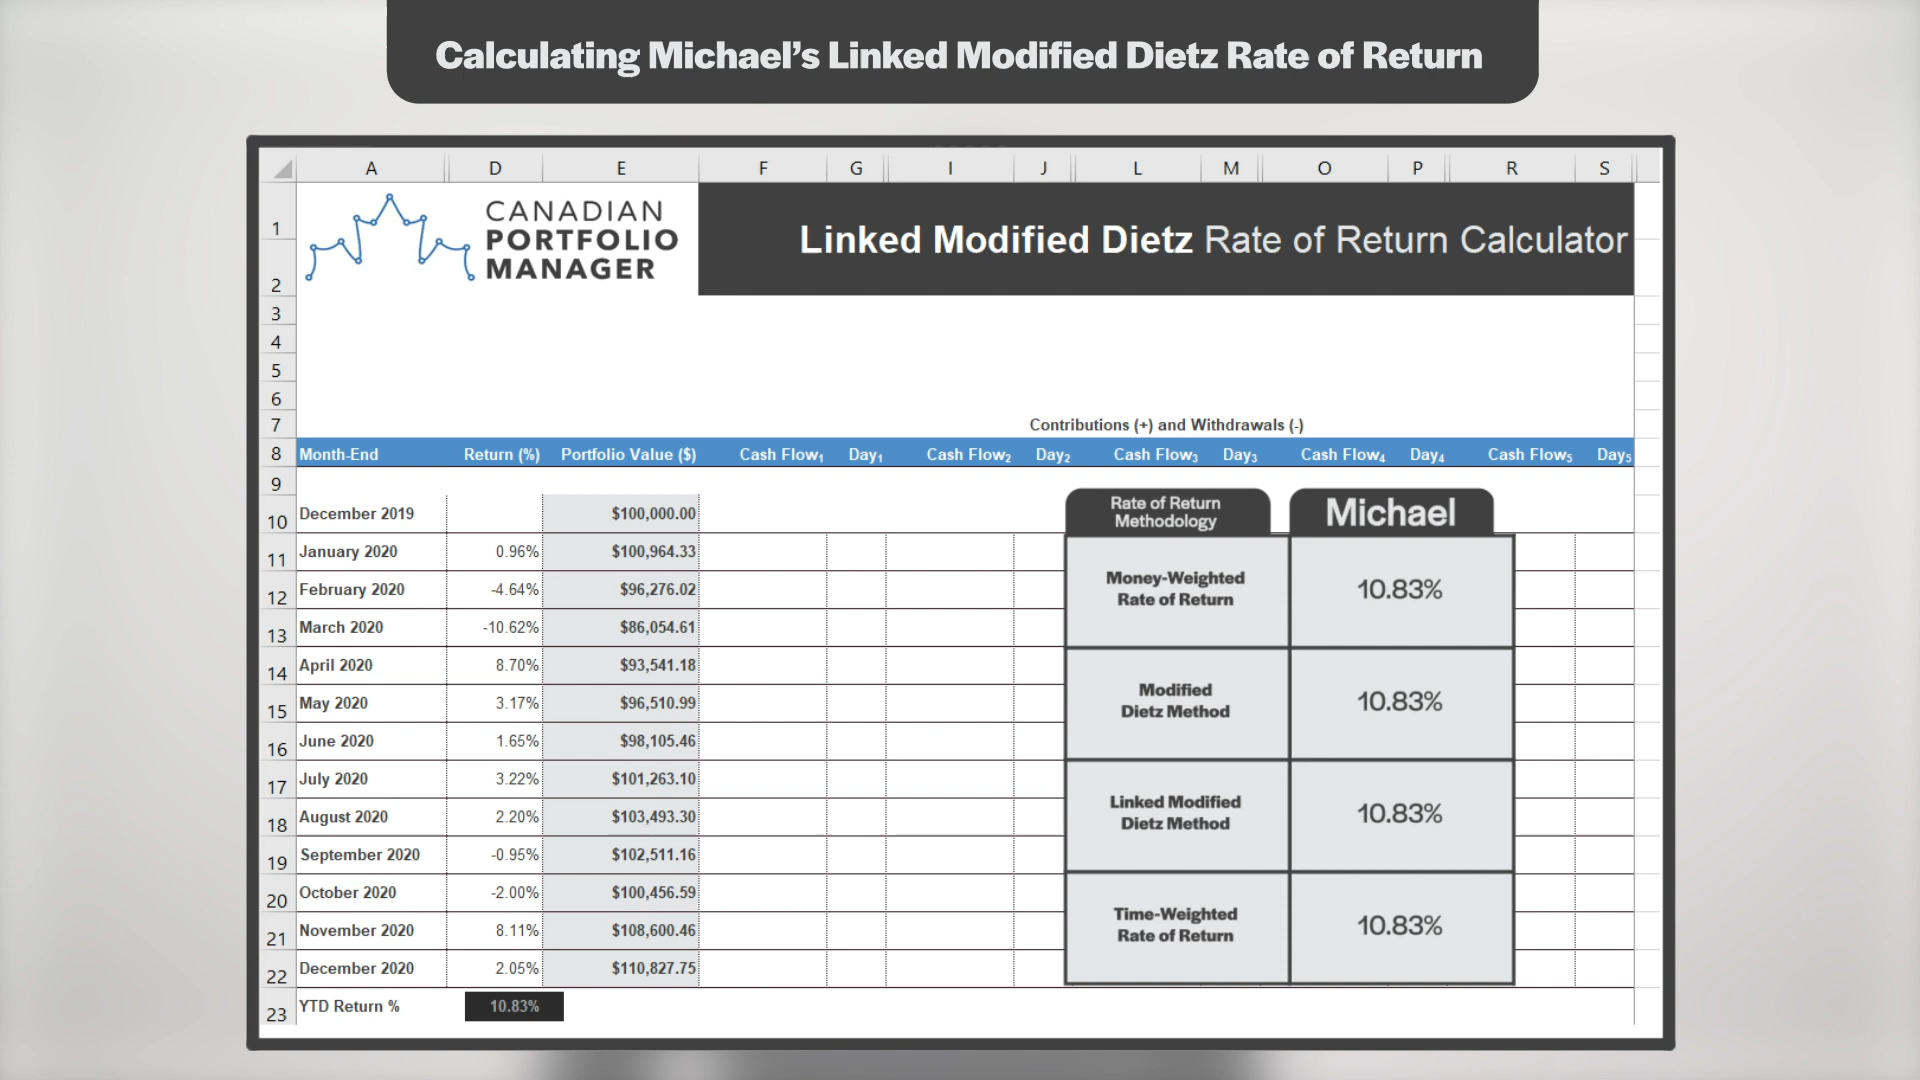 Calculating Michael’s Linked Modified Dietz Rate of Return
A D E F G I J L M O P R S
1
CANADIAN
PORTFOLIO
MANAGER
Linked Modified Dietz Rate of Return Calculator
2
3
4
5
6
7 Contributions (+) and Withdrawals (-)
8 Month-End Return (%) Portfolio Value ($) Cash Flow₁ Day₁ Cash Flow₂ Day₂ Cash Flow₃ Day₃ Cash Flow₄ Day₄ Cash Flow₅ Day₅
9
10 December 2019 $100,000.00
11 January 2020 0.96% $100,964.33
12 February 2020 -4.64% $96,276.02
13 March 2020 -10.62% $86,054.61
14 April 2020 8.70% $93,541.18
15 May 2020 3.17% $96,510.99
16 June 2020 1.65% $98,105.46
17 July 2020 3.22% $101,263.10
18 August 2020 2.20% $103,493.30
19 September 2020 -0.95% $102,511.16
20 October 2020 -2.00% $100,456.59
21 November 2020 8.11% $108,600.46
22 December 2020 2.05% $110,827.75
23 YTD Return % 10.83%
Rate of Return
Methodology
Michael
Money-Weighted
Rate of Return
10.83%
Modified
Dietz Method
10.83%
Linked Modified
Dietz Method
10.83%
Time-Weighted
Rate of Return
10.83%